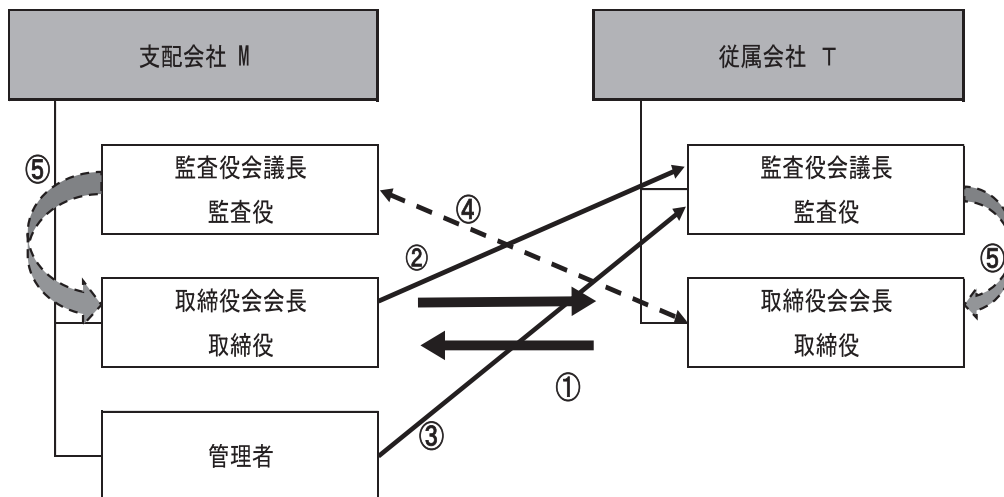 支配会社 M
従属会社 T
⑤
監査役会議長
監査役
④
監査役会議長
監査役
②
⑤
取締役会会長
取締役
取締役会会長
取締役
①
③
管理者